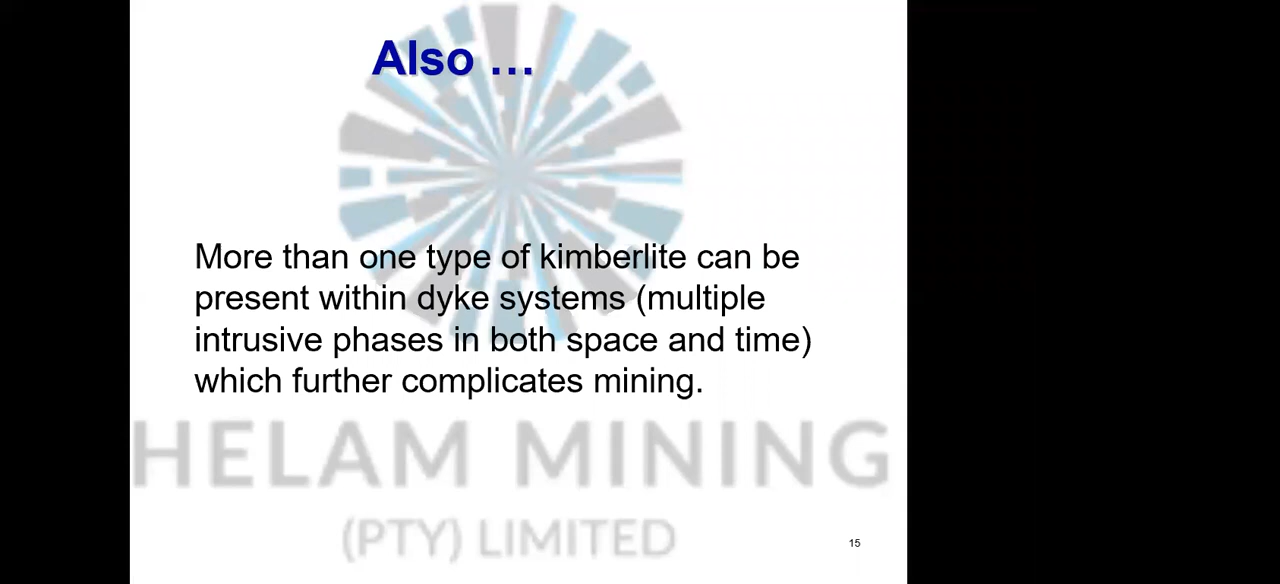 Also …
More than one type of kimberlite can be
present within dyke systems (multiple
intrusive phases in both space and time)
which further complicates mining.
HELAM MINING
(PTY) LIMITED
15